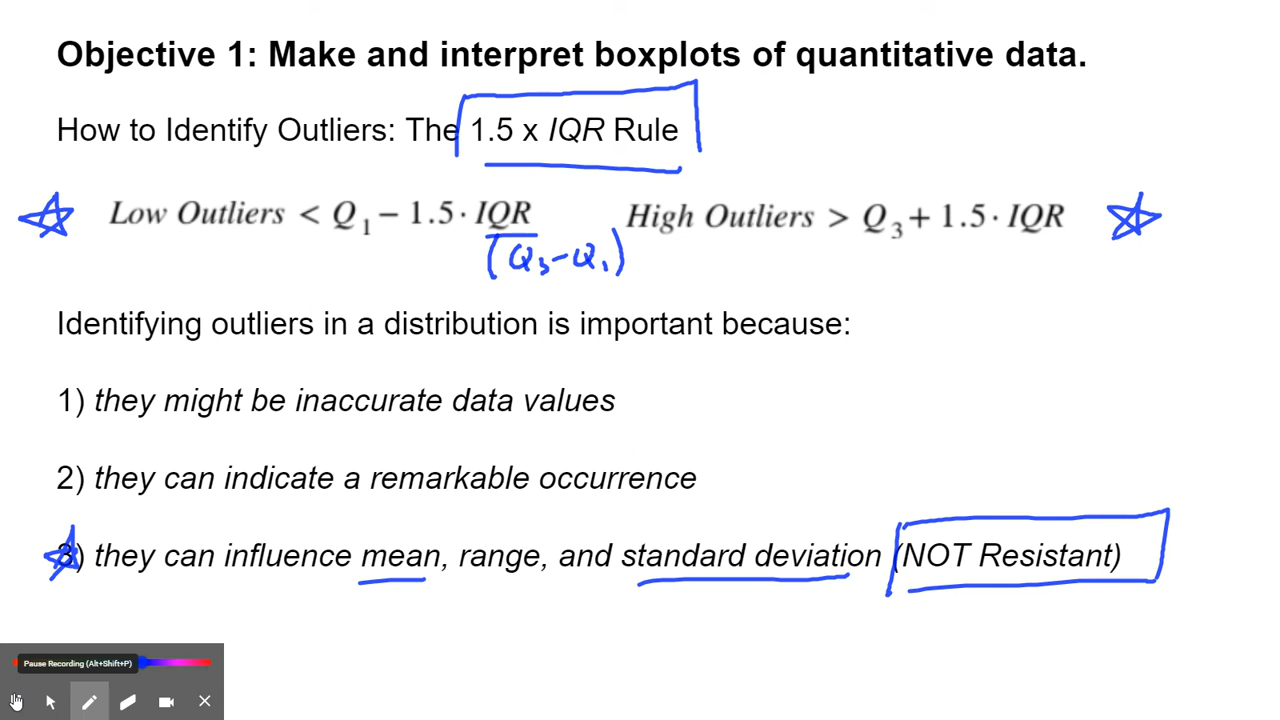 Objective 1: Make and interpret boxplots of quantitative data.
How to Identify Outliers: The 1.5 x IQR Rule
Low Outliers < Q₁ − 1.5 · IQR High Outliers > Q₃ + 1.5 · IQR
(Q₃ − Q₁)
Identifying outliers in a distribution is important because:
1) they might be inaccurate data values
2) they can indicate a remarkable occurrence
3) they can influence mean, range, and standard deviation (NOT Resistant)
Pause Recording (Alt+Shift+P)